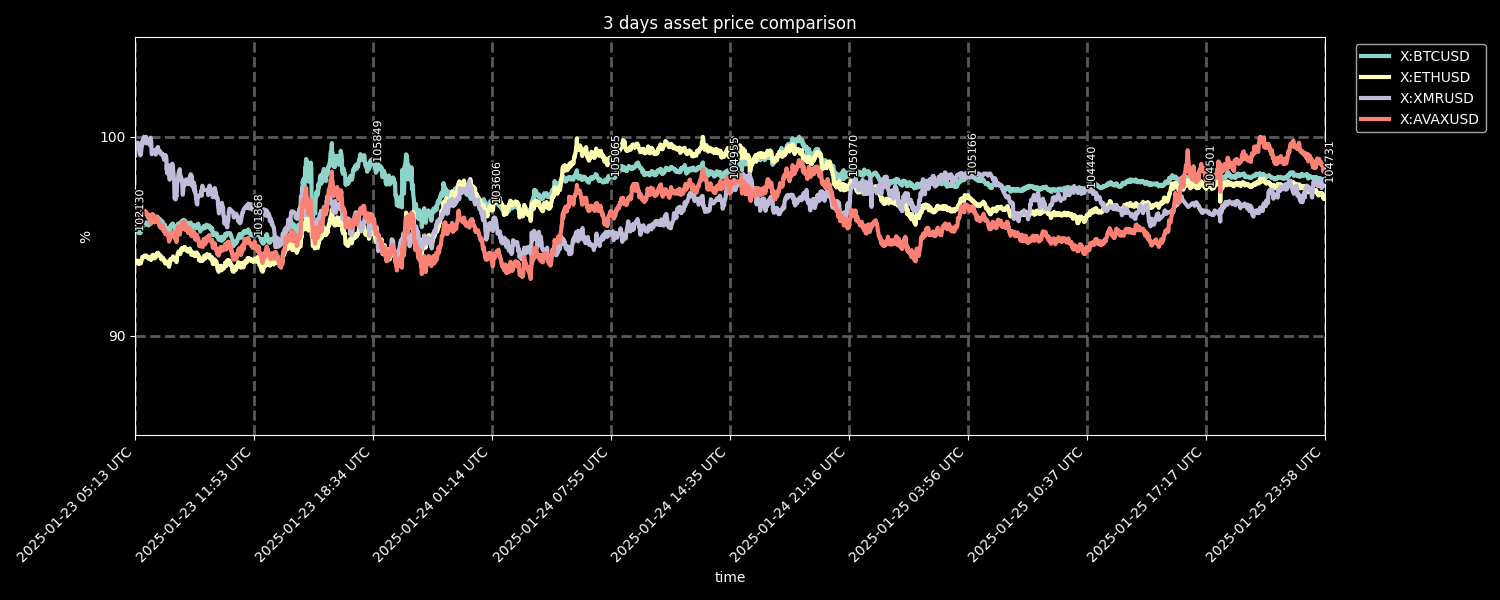 3 days asset price comparison
X:BTCUSD
X:ETHUSD
X:XMRUSD
X:AVAXUSD
100
90
%
102130
101868
105849
103606
105065
104955
105070
105166
104440
104501
104731
2025-01-23 05:13 UTC
2025-01-23 11:53 UTC
2025-01-23 18:34 UTC
2025-01-24 01:14 UTC
2025-01-24 07:55 UTC
2025-01-24 14:35 UTC
2025-01-24 21:16 UTC
2025-01-25 03:56 UTC
2025-01-25 10:37 UTC
2025-01-25 17:17 UTC
2025-01-25 23:58 UTC
time